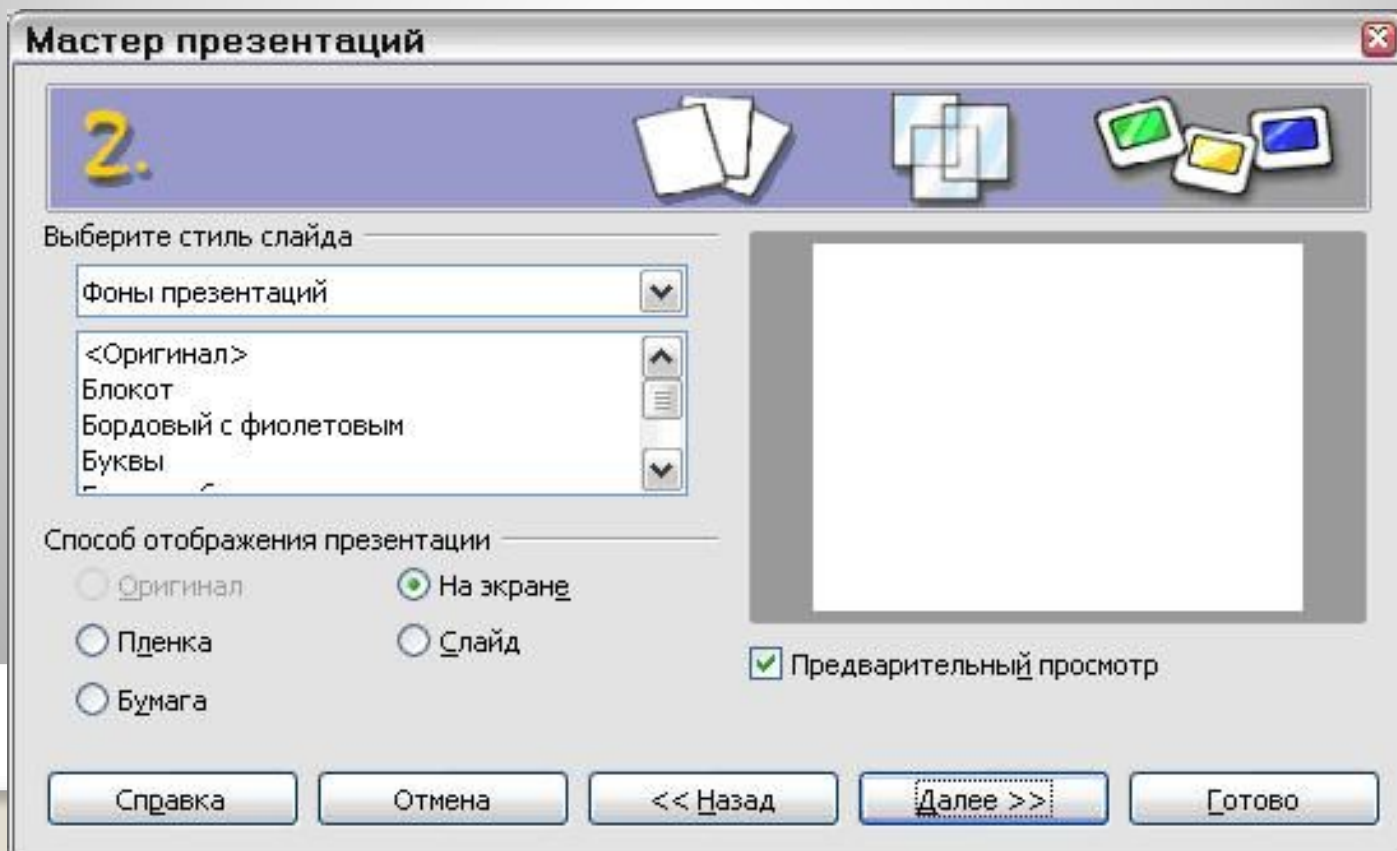 Мастер презентаций
2.
Выберите стиль слайда
Фоны презентаций
<Оригинал>
Блокот
Бордовый с фиолетовым
Буквы
Способ отображения презентации
Оригинал
На экране
Пленка
Слайд
Бумага
Предварительный просмотр
Справка
Отмена
<< Назад
Далее >>
Готово